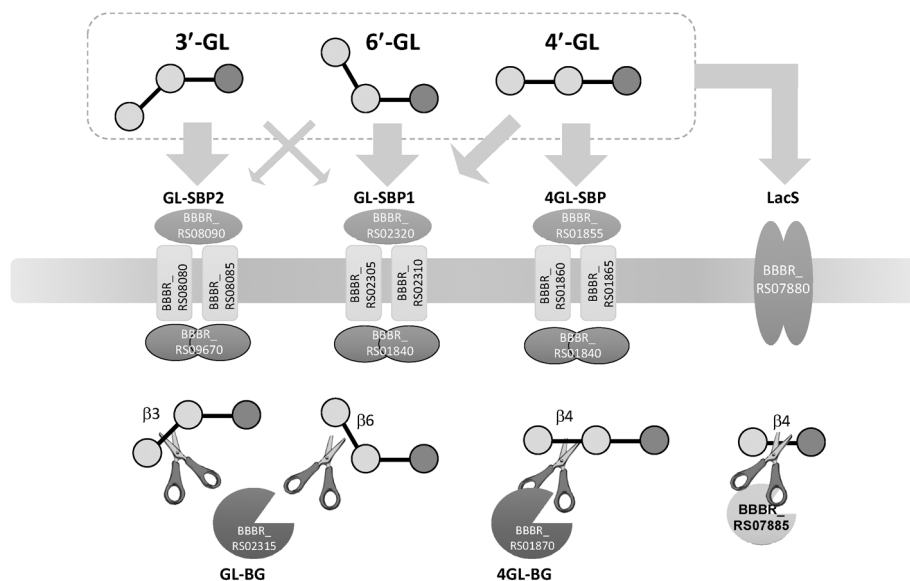 3′-GL
6′-GL
4′-GL
GL-SBP2
GL-SBP1
4GL-SBP
LacS
BBBR_
RS08090
BBBR_
RS02320
BBBR_
RS01855
BBBR_
RS08080
BBBR_
RS08085
BBBR_
RS02305
BBBR_
RS02310
BBBR_
RS01860
BBBR_
RS01865
BBBR_
RS07880
BBBR_
RS09670
BBBR_
RS01840
BBBR_
RS01840
β3
β6
β4
β4
BBBR_
RS02315
BBBR_
RS01870
BBBR_
RS07885
GL-BG
4GL-BG